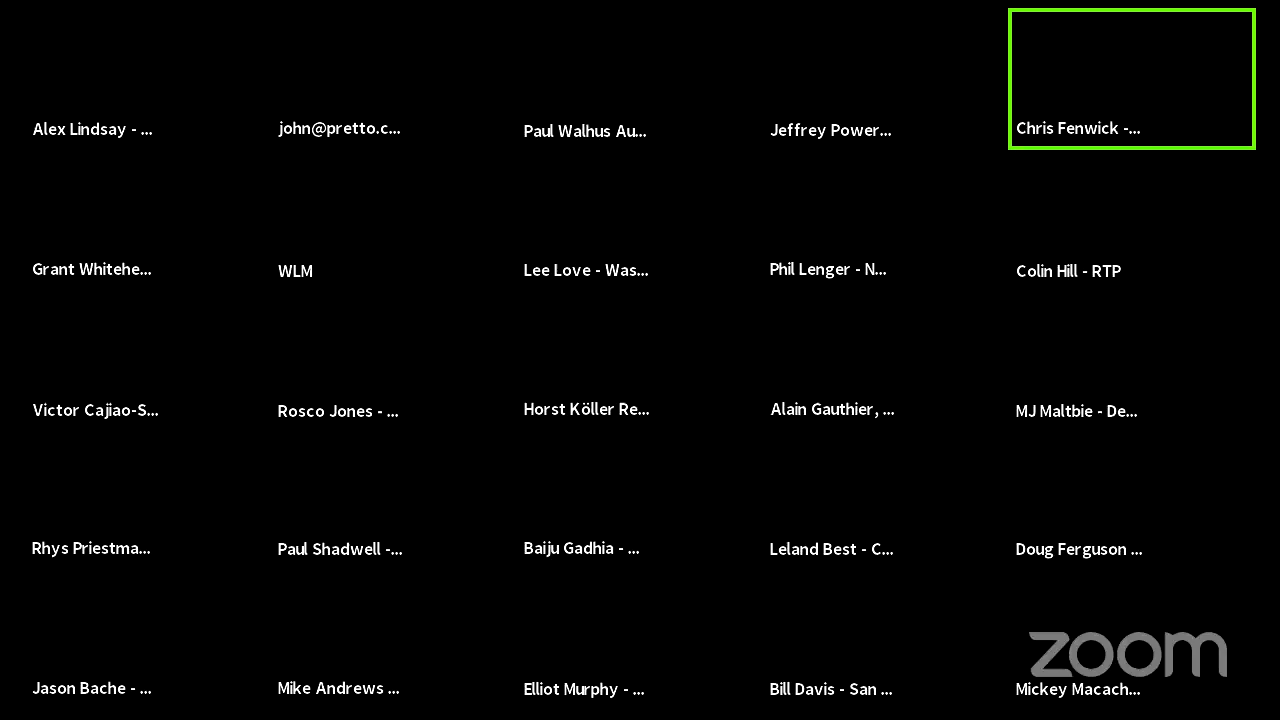 Alex Lindsay - ...
john@pretto.c...
Paul Walhus Au...
Jeffrey Power...
Chris Fenwick -...
Grant Whitehe...
WLM
Lee Love - Was...
Phil Lenger - N...
Colin Hill - RTP
Victor Cajiao-S...
Rosco Jones - ...
Horst Köller Re...
Alain Gauthier, ...
MJ Maltbie - De...
Rhys Priestma...
Paul Shadwell -...
Baiju Gadhia - ...
Leland Best - C...
Doug Ferguson ...
zoom
Jason Bache - ...
Mike Andrews ...
Elliot Murphy - ...
Bill Davis - San ...
Mickey Macach...